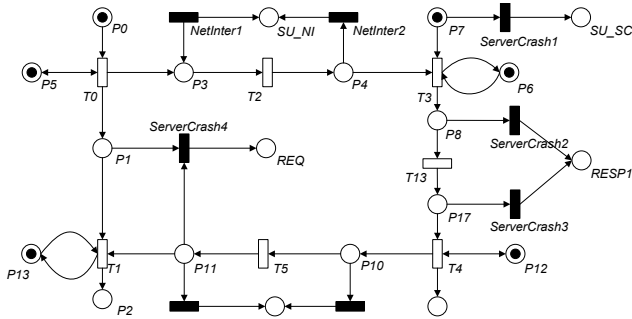 P0
NetInter1
SU_NI
NetInter2
P7
ServerCrash1
SU_SC
P5
T0
P3
T2
P4
T3
P6
ServerCrash4
P8
ServerCrash2
P1
REQ
T13
RESP1
P17
ServerCrash3
P13
T1
P11
T5
P10
T4
P12
P2